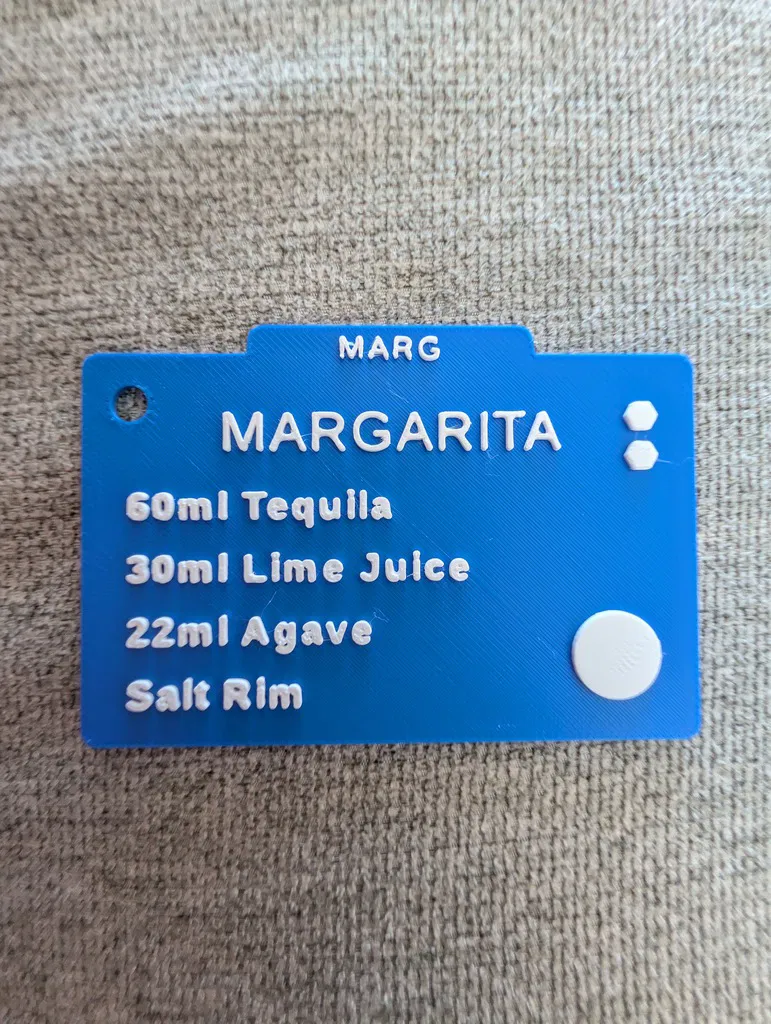 MARG
MARGARITA
60ml Tequila
30ml Lime Juice
22ml Agave
Salt Rim